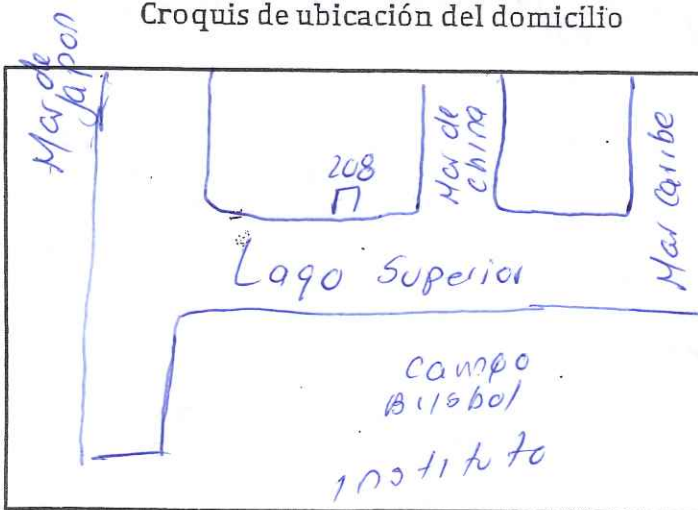 Croquis de ubicación del domicilio
Mar de
Japon
208
Mar de
china
Mar Caribe
Lago Superior
campo
Bisbol
instituto